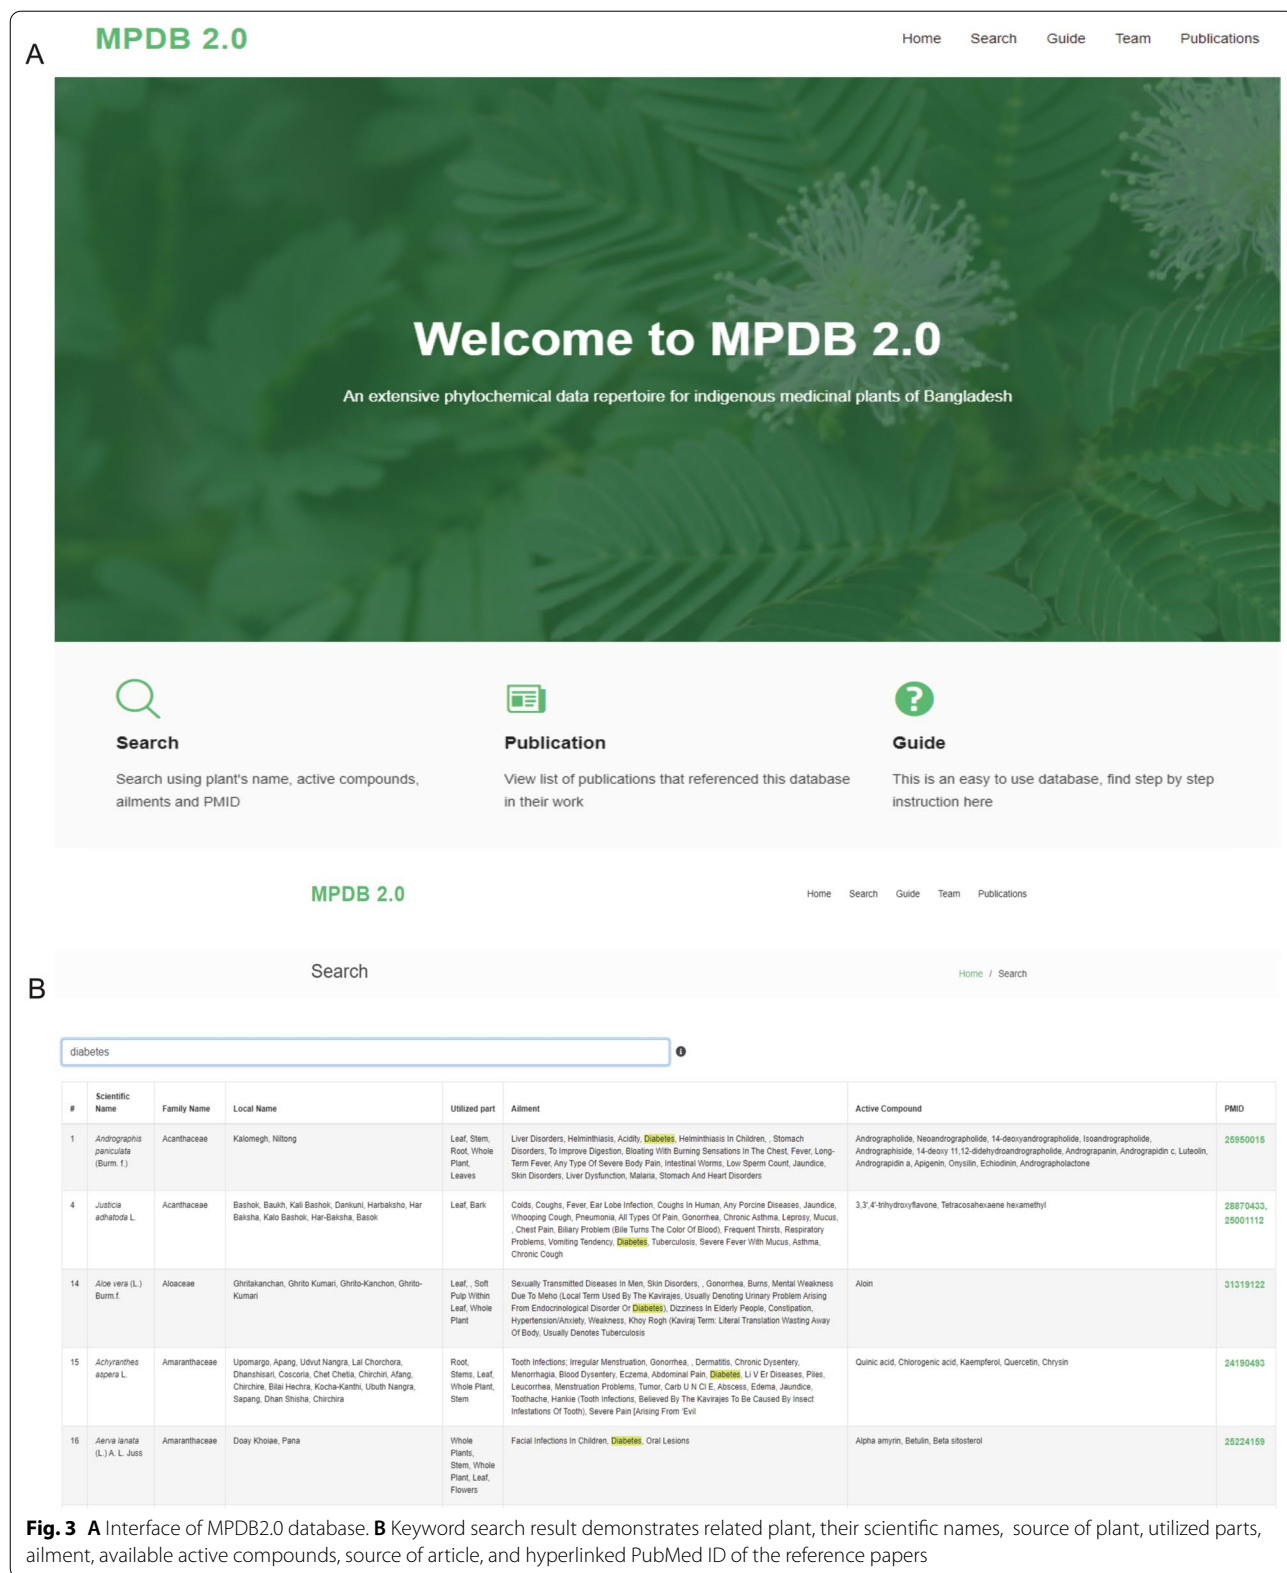 A
MPDB 2.0
Home Search Guide Team Publications
Welcome to MPDB 2.0
An extensive phytochemical data repertoire for indigenous medicinal plants of Bangladesh
Search
Search using plant's name, active compounds,
ailments and PMID
Publication
View list of publications that referenced this database
in their work
Guide
This is an easy to use database, find step by step
instruction here
MPDB 2.0
Home Search Guide Team Publications
B
Search
Home / Search
diabetes
# Scientific Name Family Name Local Name Utilized part Ailment Active Compound PMID
1
Andrographis
paniculata
(Burm. f.)
Acanthaceae
Kalomegh, Niltong
Leaf, Stem,
Root, Whole
Plant,
Leaves
Liver Disorders, Helminthiasis, Acidity, Diabetes, Helminthiasis In Children, , Stomach
Disorders, To Improve Digestion, Bloating With Burning Sensations In The Chest, Fever, Long-
Term Fever, Any Type Of Severe Body Pain, Intestinal Worms, Low Sperm Count, Jaundice,
Skin Disorders, Liver Dysfunction, Malaria, Stomach And Heart Disorders
Andrographolide, Neoandrographolide, 14-deoxyandrographolide, Isoandrographolide,
Andrographiside, 14-deoxy 11,12-didehydroandrographolide, Andrograpanin, Andrograpidin c, Luteolin,
Andrograpidin a, Apigenin, Onysilin, Echiodinin, Andrographolactone
25950015
4
Justicia
adhatoda L.
Acanthaceae
Bashok, Baukh, Kali Bashok, Dankuni, Harbaksho, Har
Baksha, Kalo Bashok, Har-Baksha, Basok
Leaf, Bark
Colds, Coughs, Fever, Ear Lobe Infection, Coughs In Human, Any Porcine Diseases, Jaundice,
Whooping Cough, Pneumonia, All Types Of Pain, Gonorrhea, Chronic Asthma, Leprosy, Mucus,
, Chest Pain, Biliary Problem (Bile Turns The Color Of Blood), Frequent Thirsts, Respiratory
Problems, Vomiting Tendency, Diabetes, Tuberculosis, Severe Fever With Mucus, Asthma,
Chronic Cough
3,3',4'-trihydroxyflavone, Tetracosahexaene hexamethyl
28870433,
25001112
14
Aloe vera (L.)
Burm.f.
Aloaceae
Ghritakanchan, Ghrito Kumari, Ghrito-Kanchon, Ghrito-
Kumari
Leaf, , Soft
Pulp Within
Leaf, Whole
Plant
Sexually Transmitted Diseases In Men, Skin Disorders, , Gonorrhea, Burns, Mental Weakness
Due To Meho (Local Term Used By The Kavirajes, Usually Denoting Urinary Problem Arising
From Endocrinological Disorder Or Diabetes), Dizziness In Elderly People, Constipation,
Hypertension/Anxiety, Weakness, Khoy Rogh (Kaviraj Term: Literal Translation Wasting Away
Of Body, Usually Denotes Tuberculosis
Aloin
31319122
15
Achyranthes
aspera L.
Amaranthaceae
Upomargo, Apang, Udvut Nangra, Lal Chorchora,
Dhanshisari, Coscoria, Chet Chetia, Chirchiri, Afang,
Chirchire, Bilai Hechra, Kocha-Kanthi, Ubuth Nangra,
Sapang, Dhan Shisha, Chirchira
Root,
Stems, Leaf,
Whole Plant,
Stem
Tooth Infections; Irregular Menstruation, Gonorrhea, , Dermatitis, Chronic Dysentery,
Menorrhagia, Blood Dysentery, Eczema, Abdominal Pain, Diabetes, Li V Er Diseases, Piles,
Leucorrhea, Menstruation Problems, Tumor, Carb U N Cl E, Abscess, Edema, Jaundice,
Toothache, Hankie (Tooth Infections, Believed By The Kavirajes To Be Caused By Insect
Infestations Of Tooth), Severe Pain [Arising From 'Evil
Quinic acid, Chlorogenic acid, Kaempferol, Quercetin, Chrysin
24190493
16
Aerva lanata
(L.) A. L. Juss
Amaranthaceae
Doay Khoiae, Pana
Whole
Plants,
Stem, Whole
Plant, Leaf,
Flowers
Facial Infections In Children, Diabetes, Oral Lesions
Alpha amyrin, Betulin, Beta sitosterol
25224159
Fig. 3 A Interface of MPDB2.0 database. B Keyword search result demonstrates related plant, their scientific names, source of plant, utilized parts,
ailment, available active compounds, source of article, and hyperlinked PubMed ID of the reference papers